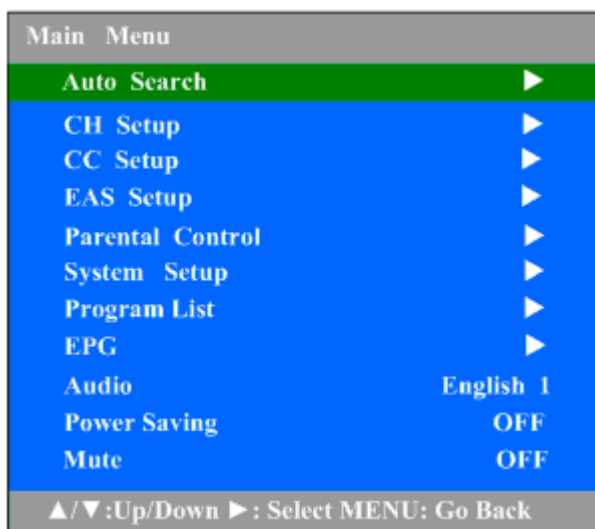 Main Menu
Auto Search ▶
CH Setup ▶
CC Setup ▶
EAS Setup ▶
Parental Control ▶
System Setup ▶
Program List ▶
EPG ▶
Audio English 1
Power Saving OFF
Mute OFF
▲/▼:Up/Down ▶: Select MENU: Go Back